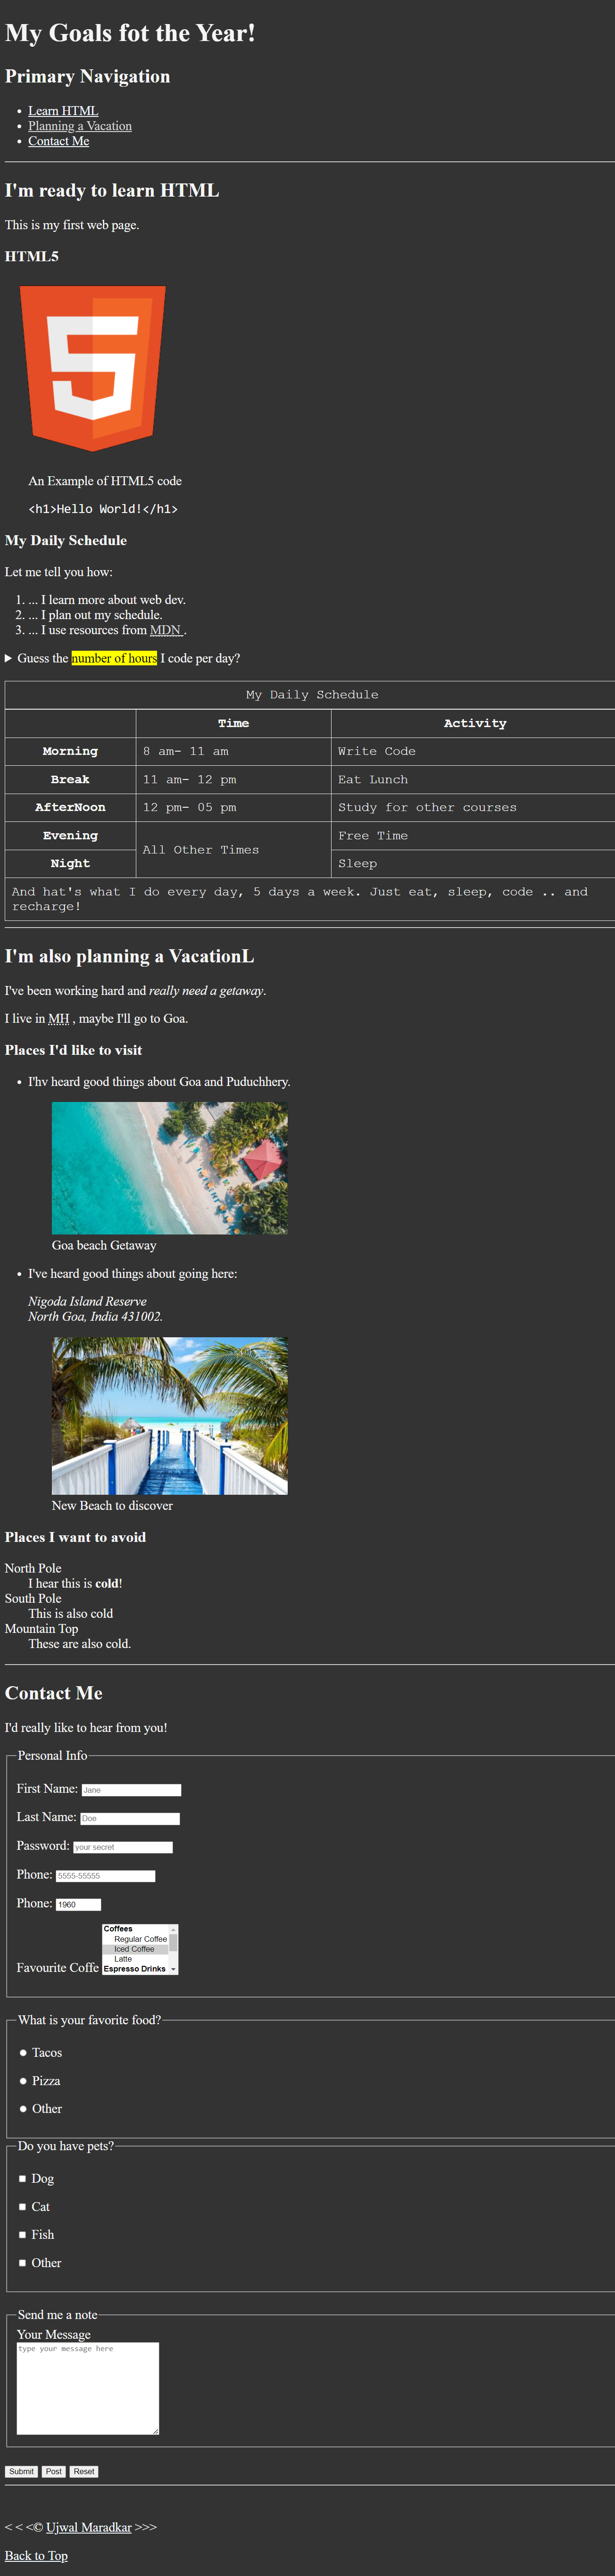 My Goals fot the Year!
Primary Navigation
Learn HTML
Planning a Vacation
Contact Me
I'm ready to learn HTML
This is my first web page.
HTML5
5
An Example of HTML5 code
<h1>Hello World!</h1>
My Daily Schedule
Let me tell you how:
1. ... I learn more about web dev.
2. ... I plan out my schedule.
3. ... I use resources from MDN .
Guess the number of hours I code per day?
My Daily Schedule
Time Activity
Morning 8 am- 11 am Write Code
Break 11 am- 12 pm Eat Lunch
AfterNoon 12 pm- 05 pm Study for other courses
Evening All Other Times Free Time
Night Sleep
And hat's what I do every day, 5 days a week. Just eat, sleep, code .. and
recharge!
I'm also planning a VacationL
I've been working hard and really need a getaway.
I live in MH , maybe I'll go to Goa.
Places I'd like to visit
I'hv heard good things about Goa and Puduchhery.
Goa beach Getaway
I've heard good things about going here:
Nigoda Island Reserve
North Goa, India 431002.
New Beach to discover
Places I want to avoid
North Pole
I hear this is cold!
South Pole
This is also cold
Mountain Top
These are also cold.
Contact Me
I'd really like to hear from you!
Personal Info
First Name: Jane
Last Name: Doe
Password: your secret
Phone: 5555-55555
Phone: 1960
Coffees
Regular Coffee
Iced Coffee
Latte
Favourite Coffe Espresso Drinks
What is your favorite food?
Tacos
Pizza
Other
Do you have pets?
Dog
Cat
Fish
Other
Send me a note
Your Message
type your message here
Submit Post Reset
< < <© Ujwal Maradkar >>>
Back to Top